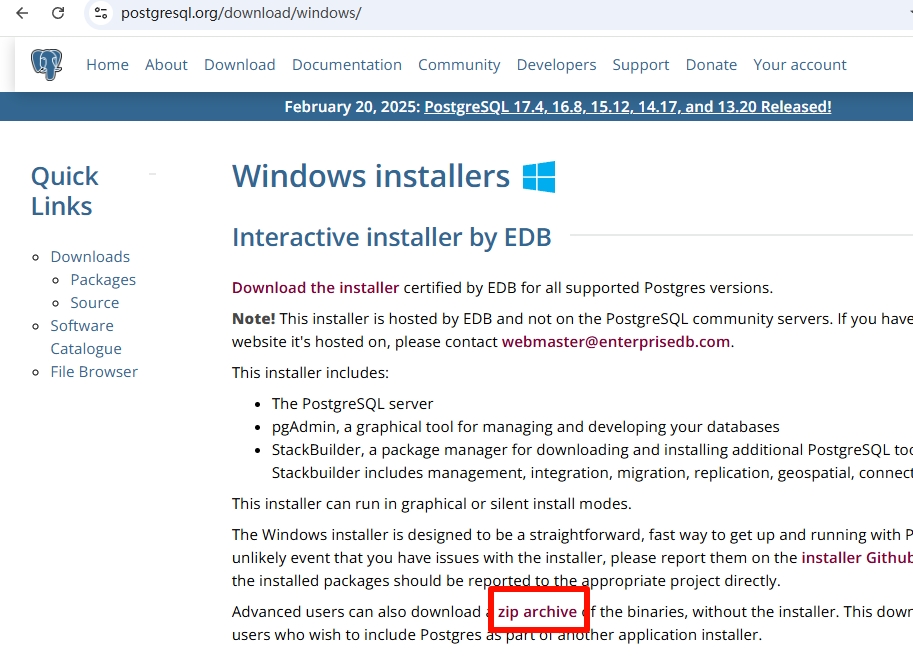 postgresql.org/download/windows/
Home About Download Documentation Community Developers Support Donate Your account
February 20, 2025: PostgreSQL 17.4, 16.8, 15.12, 14.17, and 13.20 Released!
Quick
Links
Downloads
Packages
Source
Software
Catalogue
File Browser
Windows installers
Interactive installer by EDB
Download the installer certified by EDB for all supported Postgres versions.
Note! This installer is hosted by EDB and not on the PostgreSQL community servers. If you have
website it's hosted on, please contact webmaster@enterprisedb.com.
This installer includes:
The PostgreSQL server
pgAdmin, a graphical tool for managing and developing your databases
StackBuilder, a package manager for downloading and installing additional PostgreSQL too
Stackbuilder includes management, integration, migration, replication, geospatial, connect
This installer can run in graphical or silent install modes.
The Windows installer is designed to be a straightforward, fast way to get up and running with P
unlikely event that you have issues with the installer, please report them on the installer Github
the installed packages should be reported to the appropriate project directly.
Advanced users can also download a zip archive of the binaries, without the installer. This down
users who wish to include Postgres as part of another application installer.